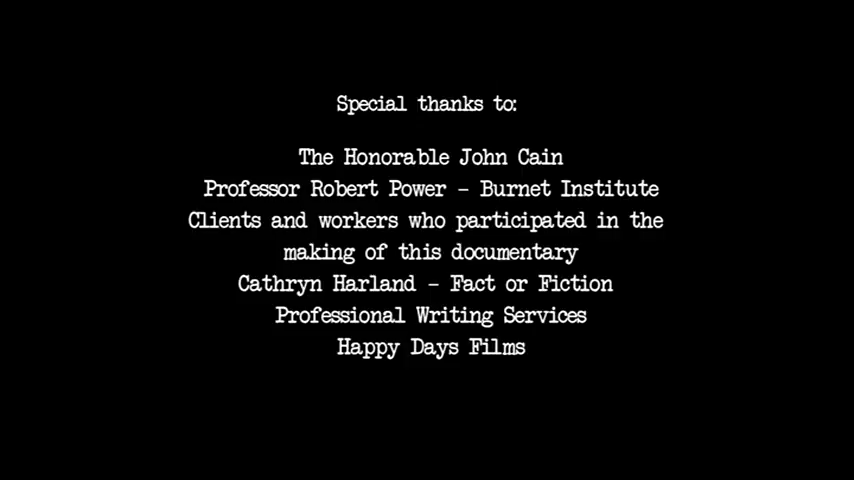 Special thanks to:
The Honorable John Cain
Professor Robert Power - Burnet Institute
Clients and workers who participated in the
making of this documentary
Cathryn Harland - Fact or Fiction
Professional Writing Services
Happy Days Films